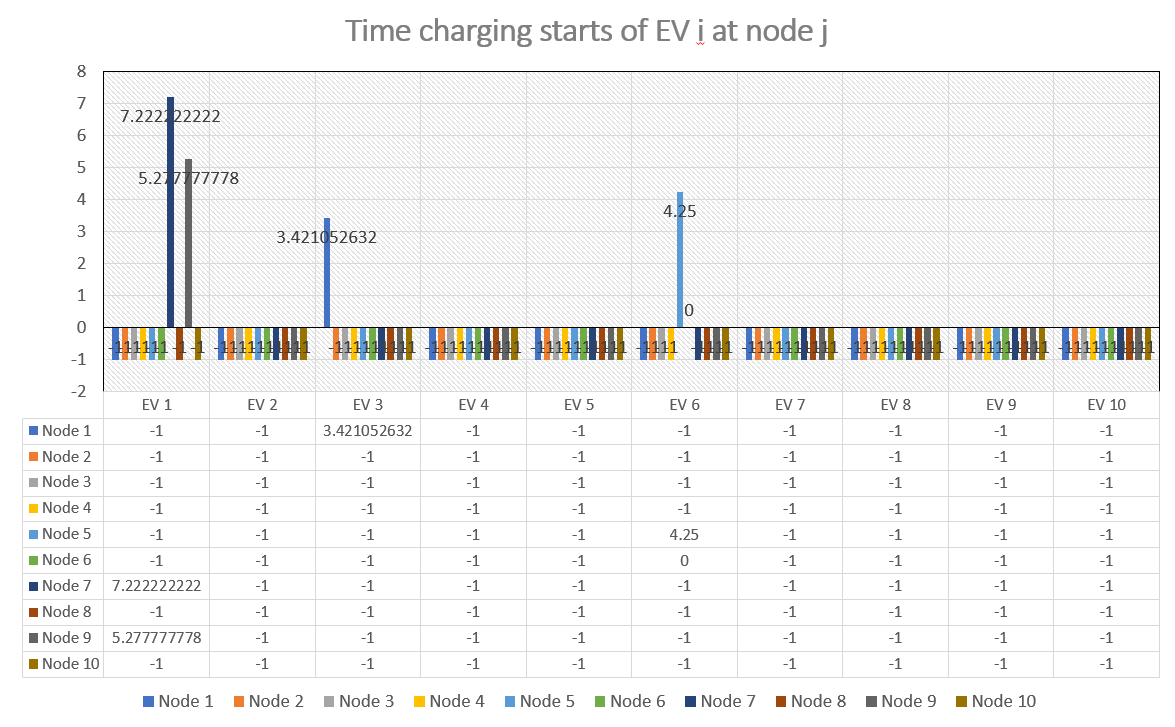 Time charging starts of EV i at node j
8
7
7.222222222
6
5
5.277777778
4
4.25
3
3.421052632
2
1
0
0
-1
-2
EV 1 EV 2 EV 3 EV 4 EV 5 EV 6 EV 7 EV 8 EV 9 EV 10
Node 1 -1 -1 3.421052632 -1 -1 -1 -1 -1 -1 -1
Node 2 -1 -1 -1 -1 -1 -1 -1 -1 -1 -1
Node 3 -1 -1 -1 -1 -1 -1 -1 -1 -1 -1
Node 4 -1 -1 -1 -1 -1 -1 -1 -1 -1 -1
Node 5 -1 -1 -1 -1 -1 4.25 -1 -1 -1 -1
Node 6 -1 -1 -1 -1 -1 0 -1 -1 -1 -1
Node 7 7.222222222 -1 -1 -1 -1 -1 -1 -1 -1 -1
Node 8 -1 -1 -1 -1 -1 -1 -1 -1 -1 -1
Node 9 5.277777778 -1 -1 -1 -1 -1 -1 -1 -1 -1
Node 10 -1 -1 -1 -1 -1 -1 -1 -1 -1 -1
Node 1 Node 2 Node 3 Node 4 Node 5 Node 6 Node 7 Node 8 Node 9 Node 10